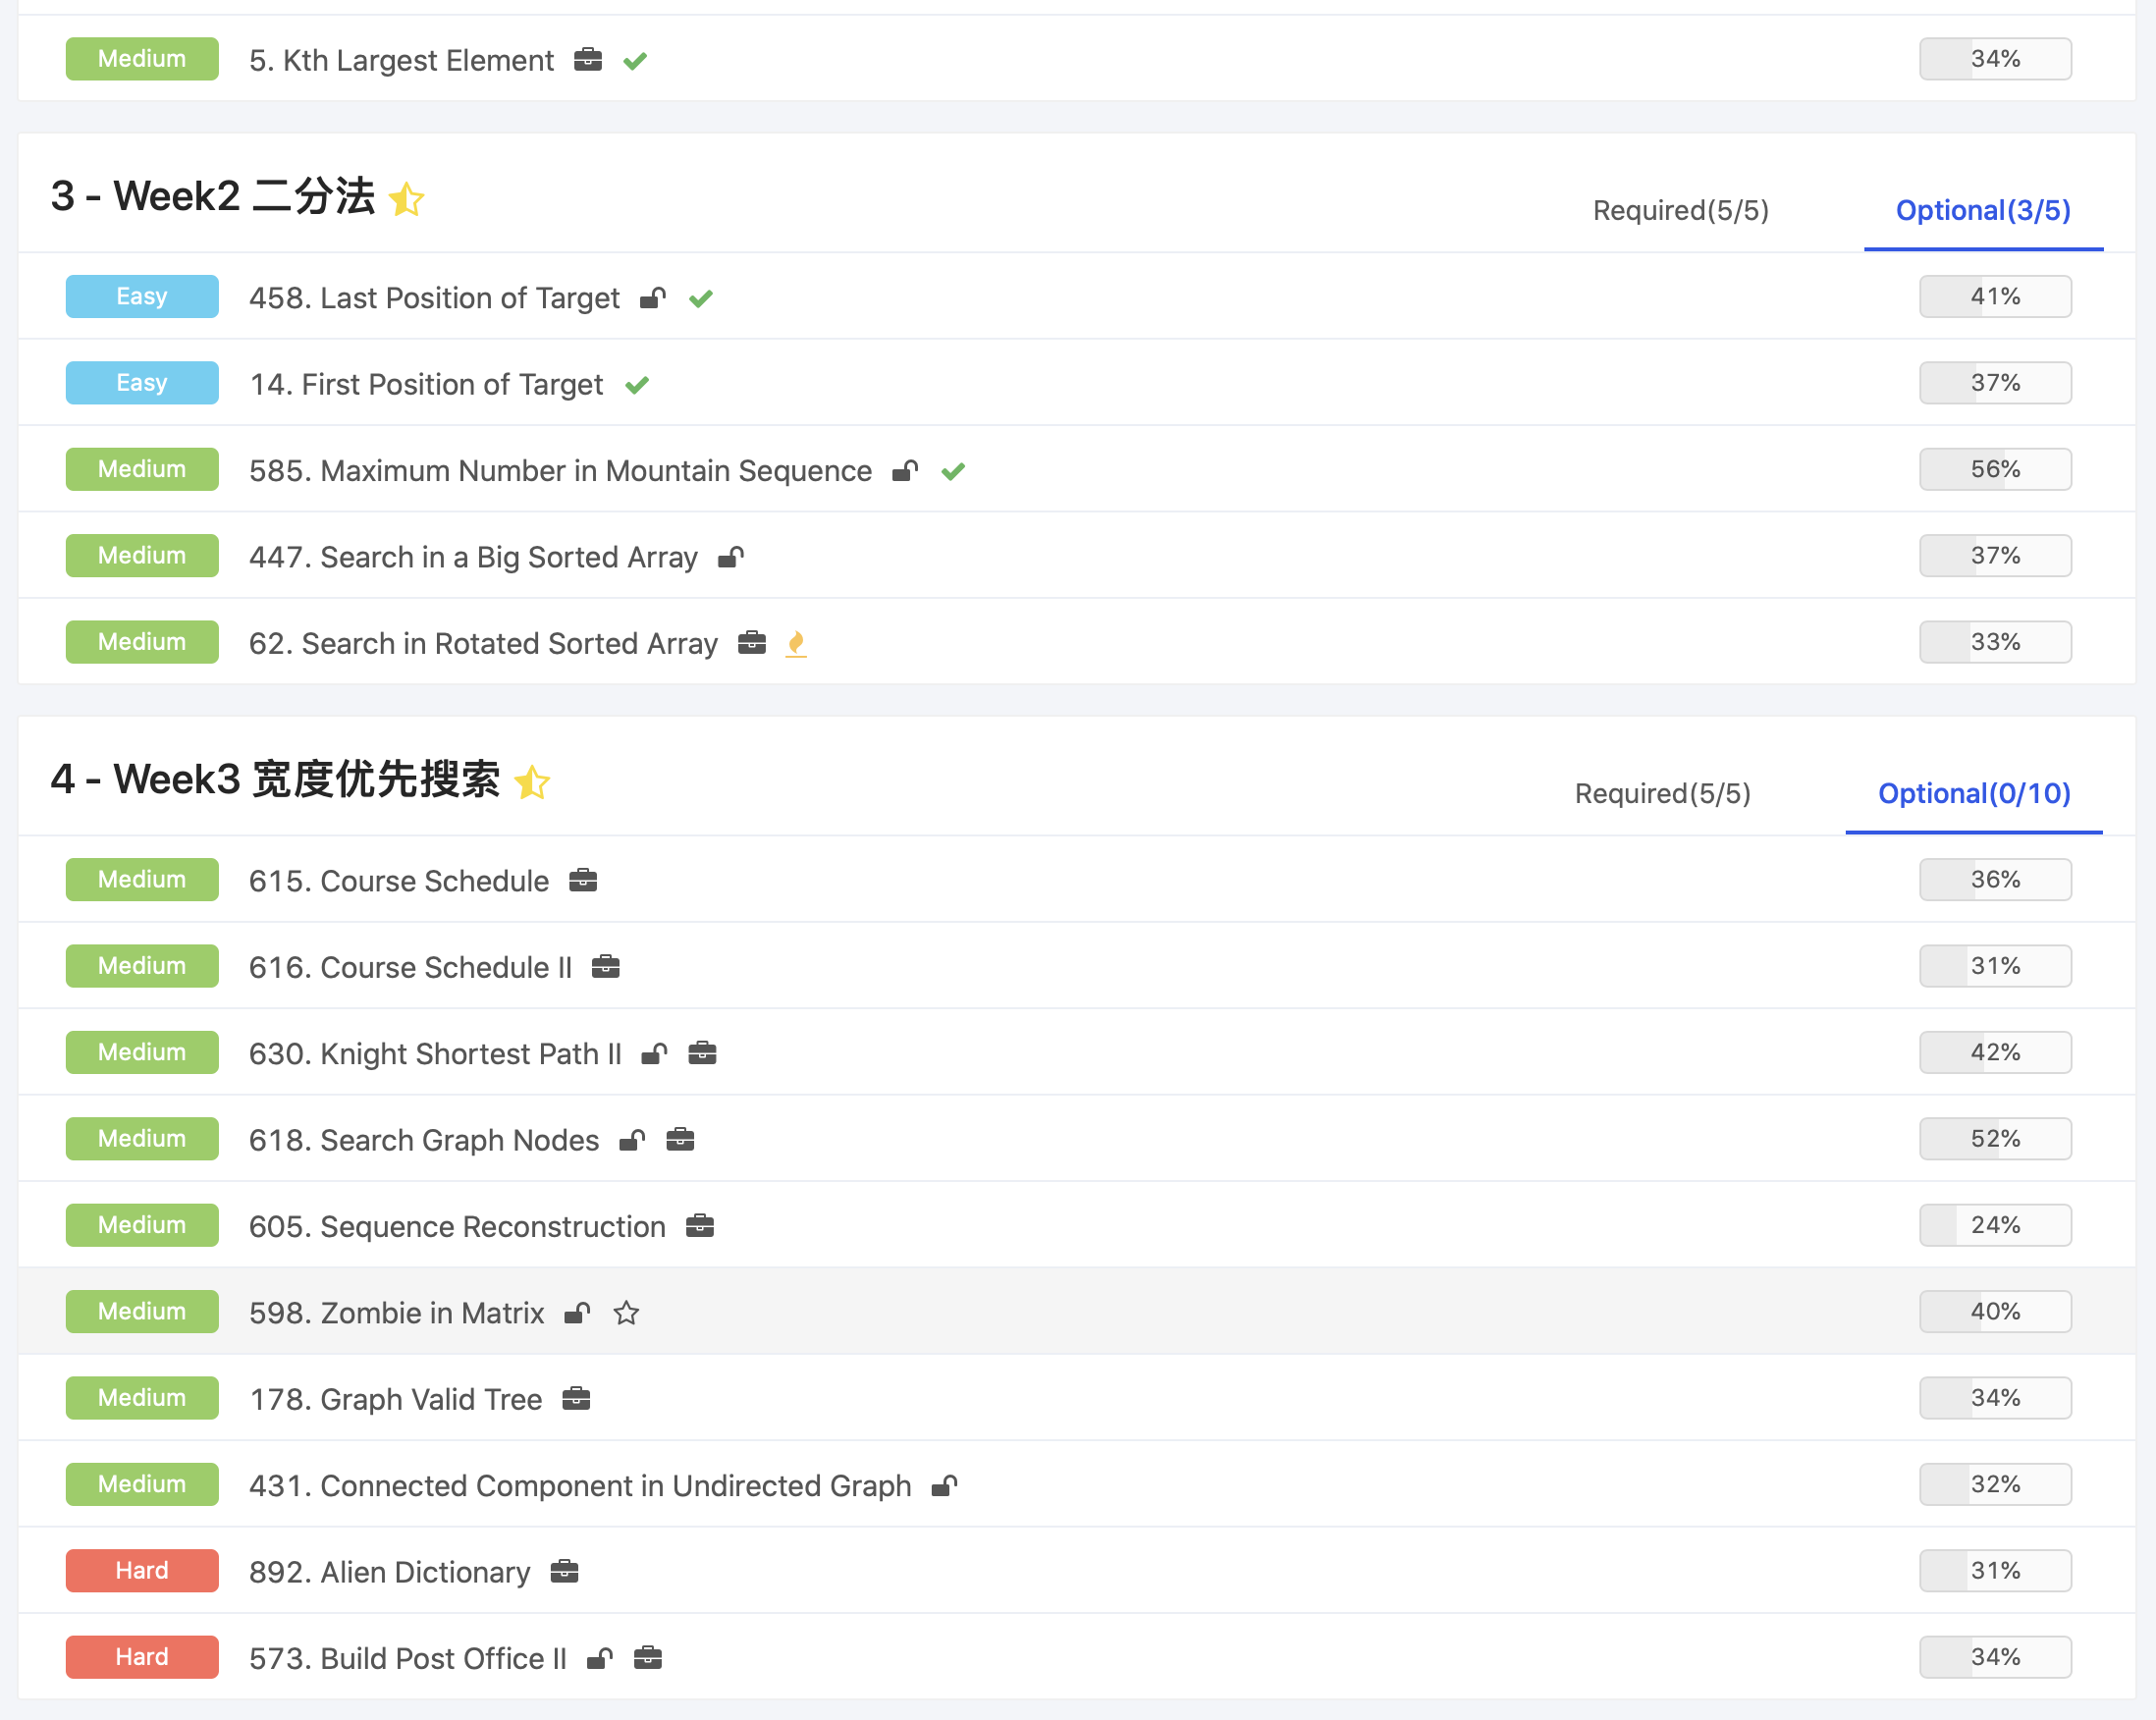 Medium 5. Kth Largest Element 34%
3 - Week2 二分法 Required(5/5) Optional(3/5)
Easy 458. Last Position of Target 41%
Easy 14. First Position of Target 37%
Medium 585. Maximum Number in Mountain Sequence 56%
Medium 447. Search in a Big Sorted Array 37%
Medium 62. Search in Rotated Sorted Array 33%
4 - Week3 宽度优先搜索 Required(5/5) Optional(0/10)
Medium 615. Course Schedule 36%
Medium 616. Course Schedule II 31%
Medium 630. Knight Shortest Path II 42%
Medium 618. Search Graph Nodes 52%
Medium 605. Sequence Reconstruction 24%
Medium 598. Zombie in Matrix 40%
Medium 178. Graph Valid Tree 34%
Medium 431. Connected Component in Undirected Graph 32%
Hard 892. Alien Dictionary 31%
Hard 573. Build Post Office II 34%